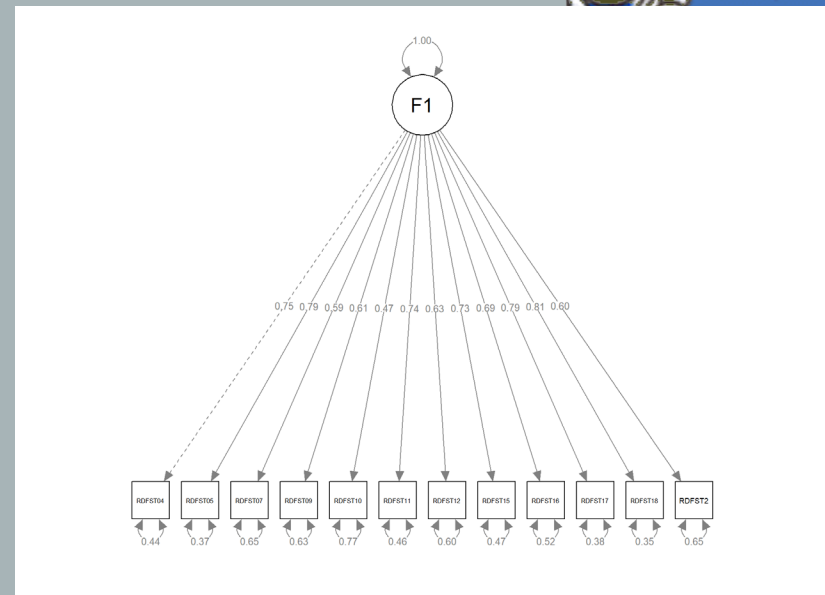 1.00
F1
0.75 0.79 0.59 0.61 0.47 0.74 0.63 0.73 0.69 0.79 0.81 0.60
RDFST04 RDFST05 RDFST07 RDFST09 RDFST10 RDFST11 RDFST12 RDFST15 RDFST16 RDFST17 RDFST18 RDFST2
0.44 0.37 0.65 0.63 0.77 0.46 0.60 0.47 0.52 0.38 0.35 0.65